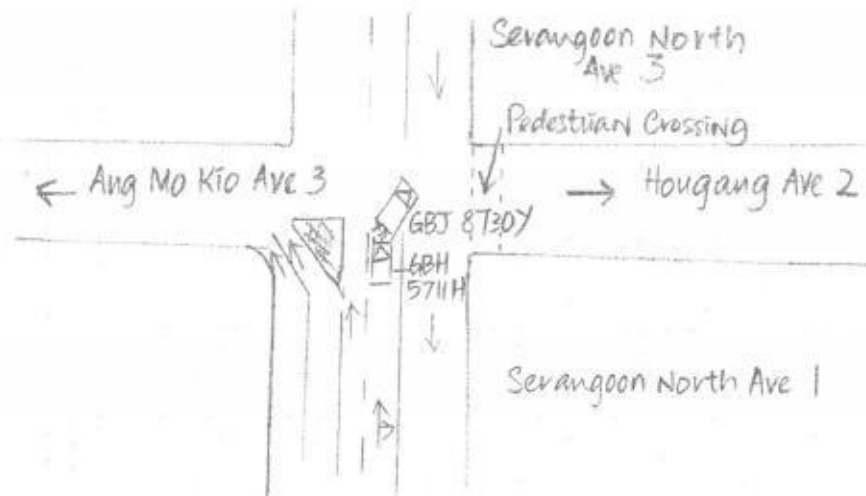 Serangoon North
Ave 3
Pedestrian Crossing
← Ang Mo Kio Ave 3
→ Hougang Ave 2
GBJ 8730Y
GBH
5711H
Serangoon North Ave 1